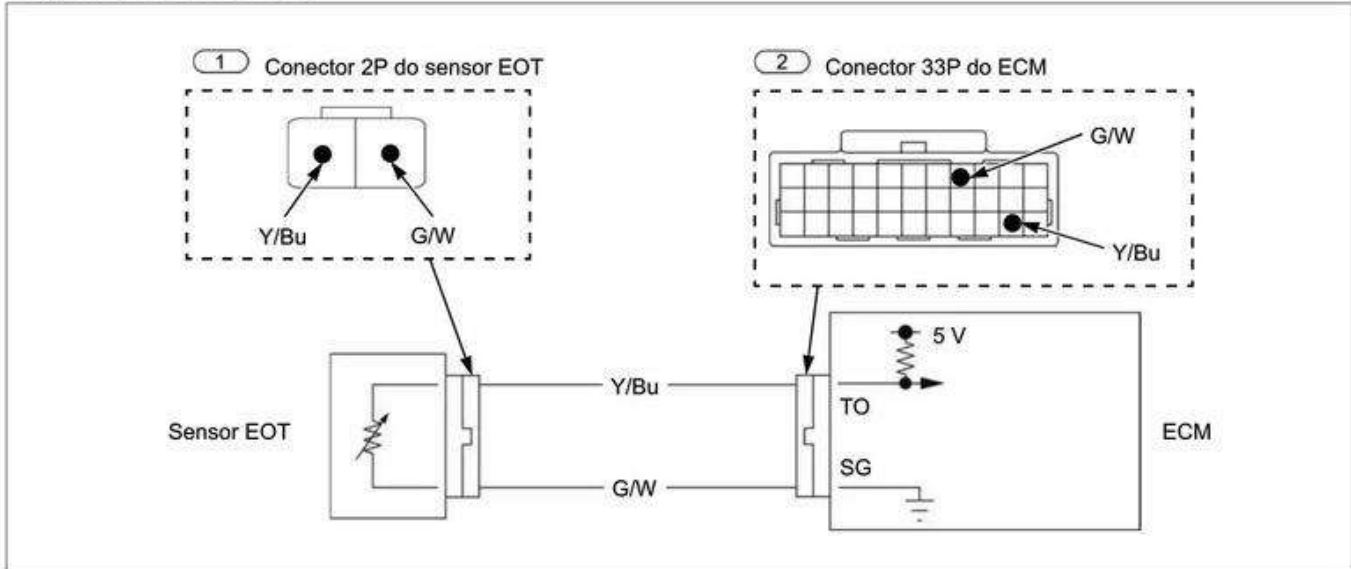 1 Conector 2P do sensor EOT
2 Conector 33P do ECM
G/W
Y/Bu
G/W
Y/Bu
5 V
Y/Bu
TO
Sensor EOT
ECM
SG
G/W